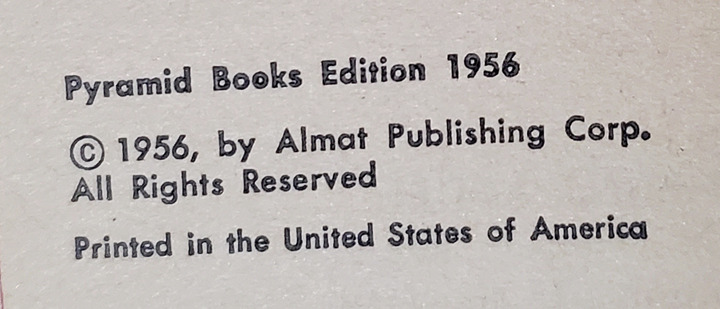 Pyramid Books Edition 1956
© 1956, by Almat Publishing Corp.
All Rights Reserved
Printed in the United States of America